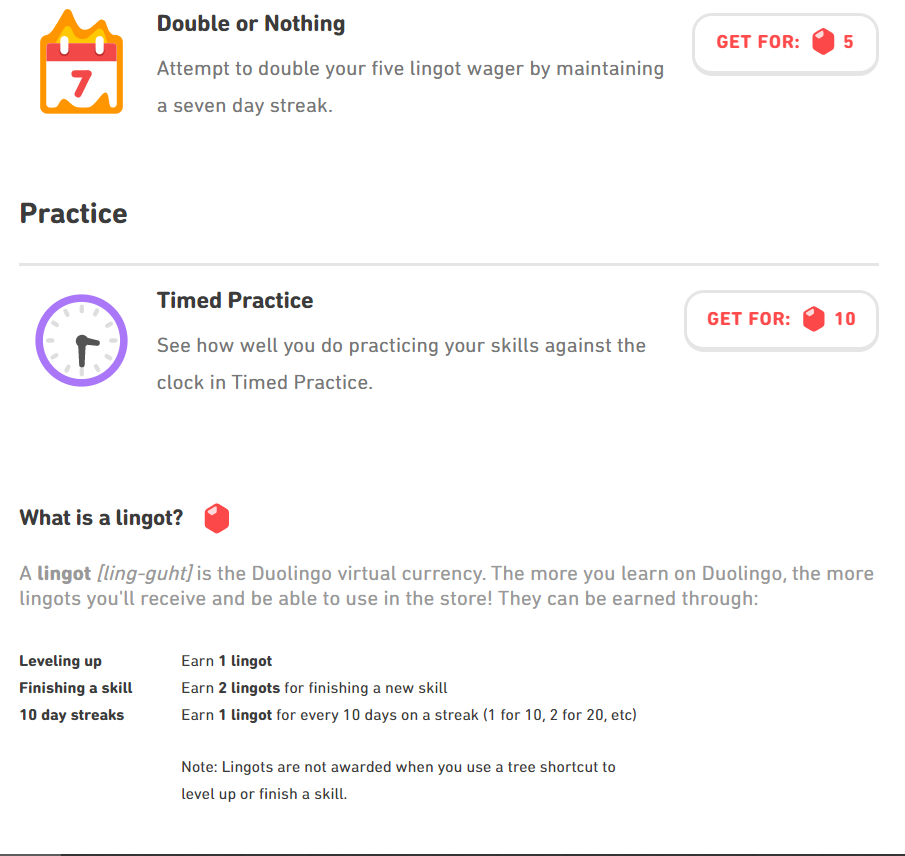 Double or Nothing
GET FOR: 5
Attempt to double your five lingot wager by maintaining
a seven day streak.
7
Practice
Timed Practice
GET FOR: 10
See how well you do practicing your skills against the
clock in Timed Practice.
What is a lingot?
A lingot [ling-guht] is the Duolingo virtual currency. The more you learn on Duolingo, the more
lingots you'll receive and be able to use in the store! They can be earned through:
Leveling up Earn 1 lingot
Finishing a skill Earn 2 lingots for finishing a new skill
10 day streaks Earn 1 lingot for every 10 days on a streak (1 for 10, 2 for 20, etc)
Note: Lingots are not awarded when you use a tree shortcut to
level up or finish a skill.